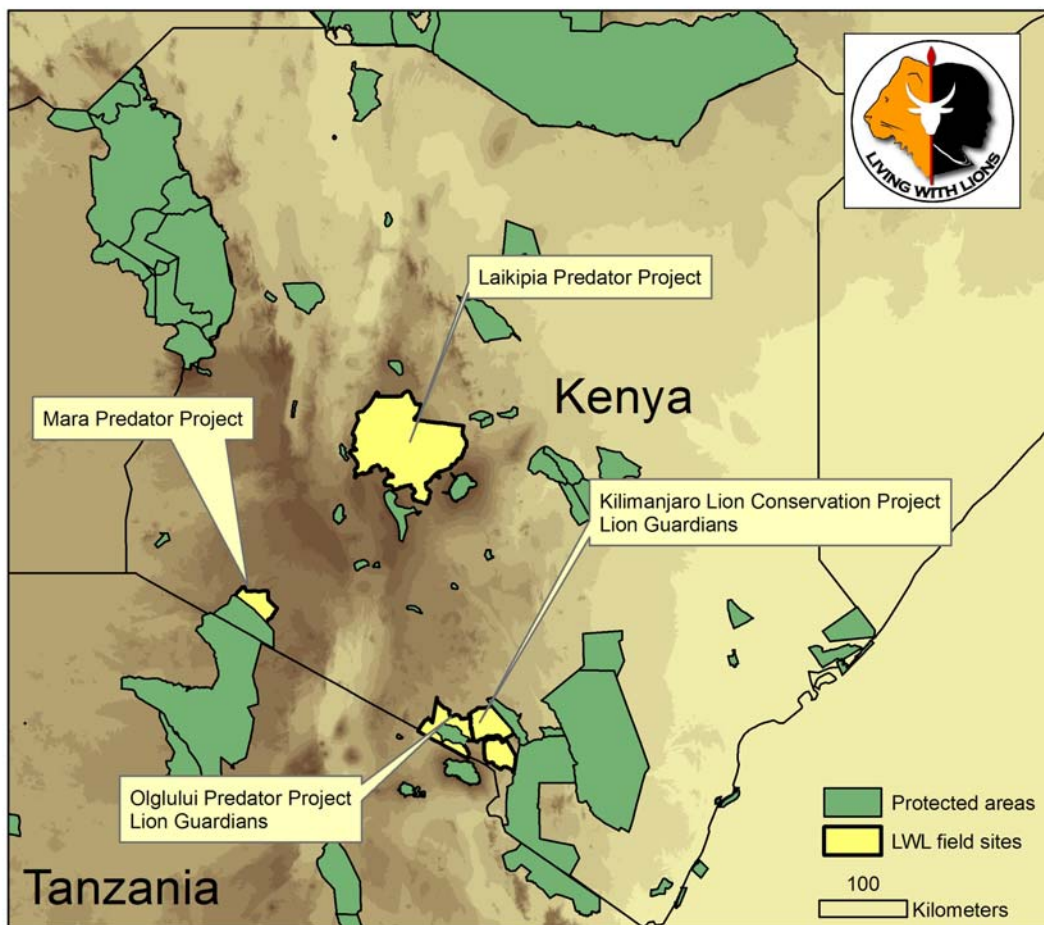 LIVING WITH LIONS
Laikipia Predator Project
Kenya
Mara Predator Project
Kilimanjaro Lion Conservation Project
Lion Guardians
Olglului Predator Project
Lion Guardians
Protected areas
LWL field sites
Tanzania
100
Kilometers